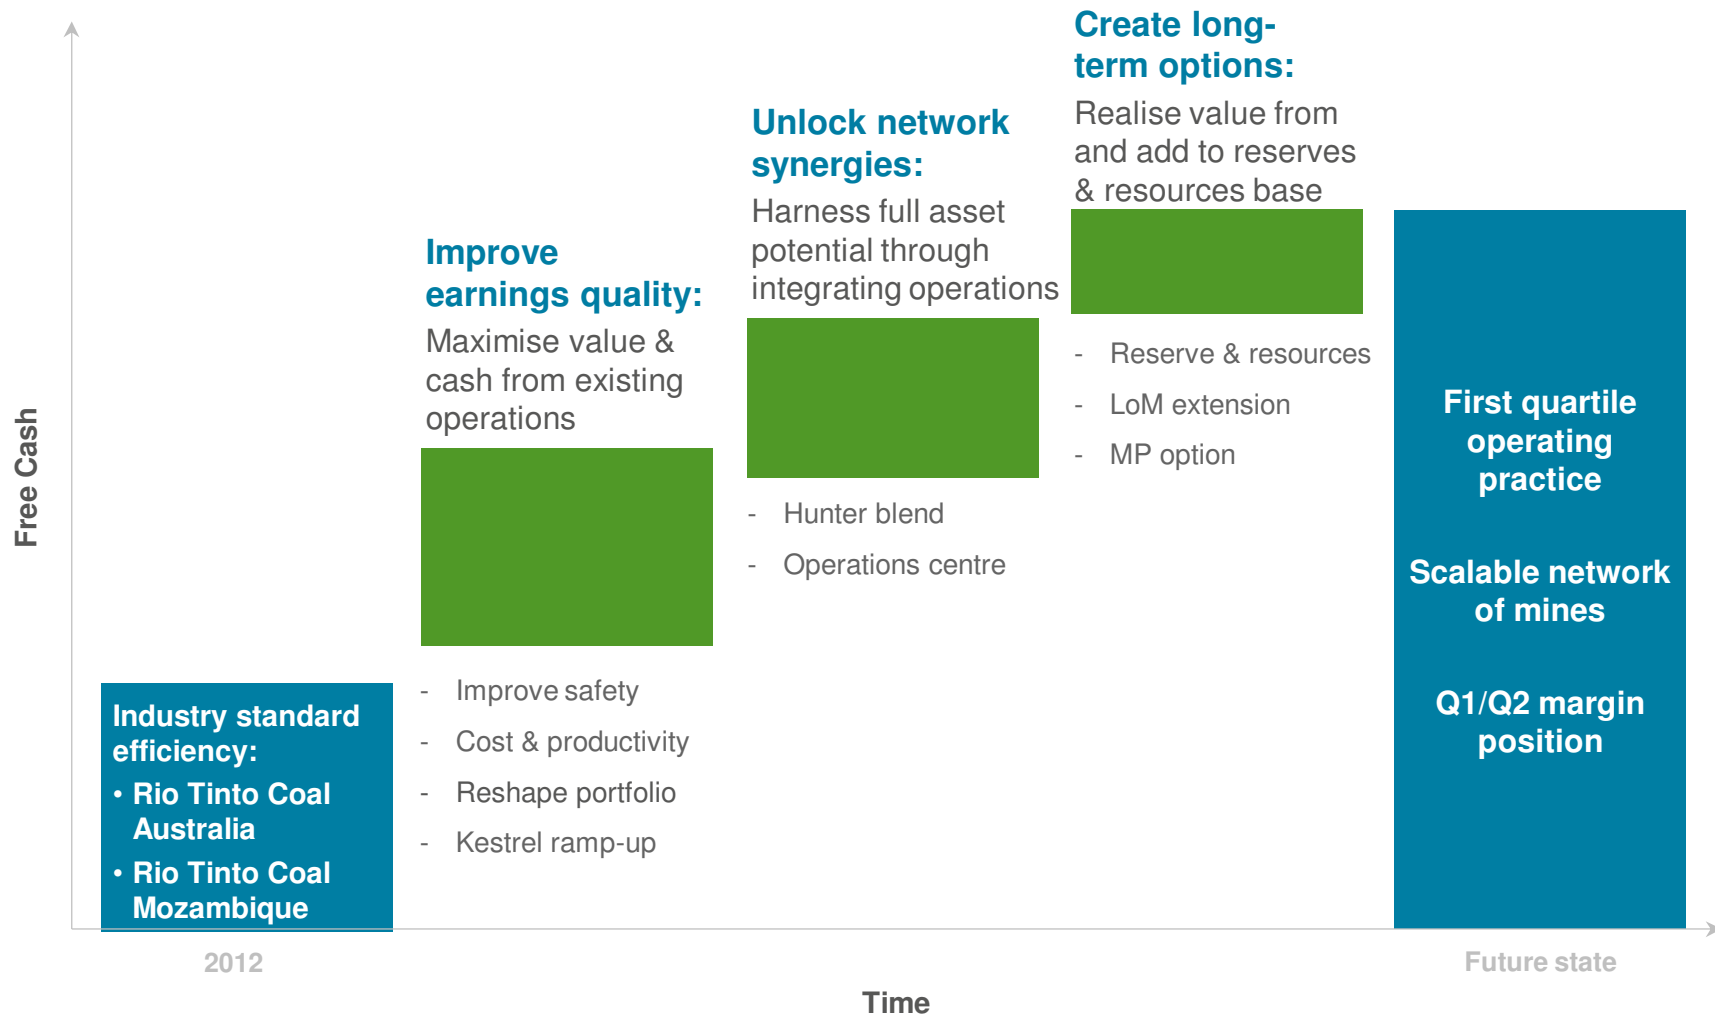 Free Cash
Industry standard
efficiency:
• Rio Tinto Coal
Australia
• Rio Tinto Coal
Mozambique
2012
Improve
earnings quality:
Maximise value &
cash from existing
operations
- Improve safety
- Cost & productivity
- Reshape portfolio
- Kestrel ramp-up
Unlock network
synergies:
Harness full asset
potential through
integrating operations
- Hunter blend
- Operations centre
Create long-
term options:
Realise value from
and add to reserves
& resources base
- Reserve & resources
- LoM extension
- MP option
First quartile
operating
practice
Scalable network
of mines
Q1/Q2 margin
position
Future state
Time